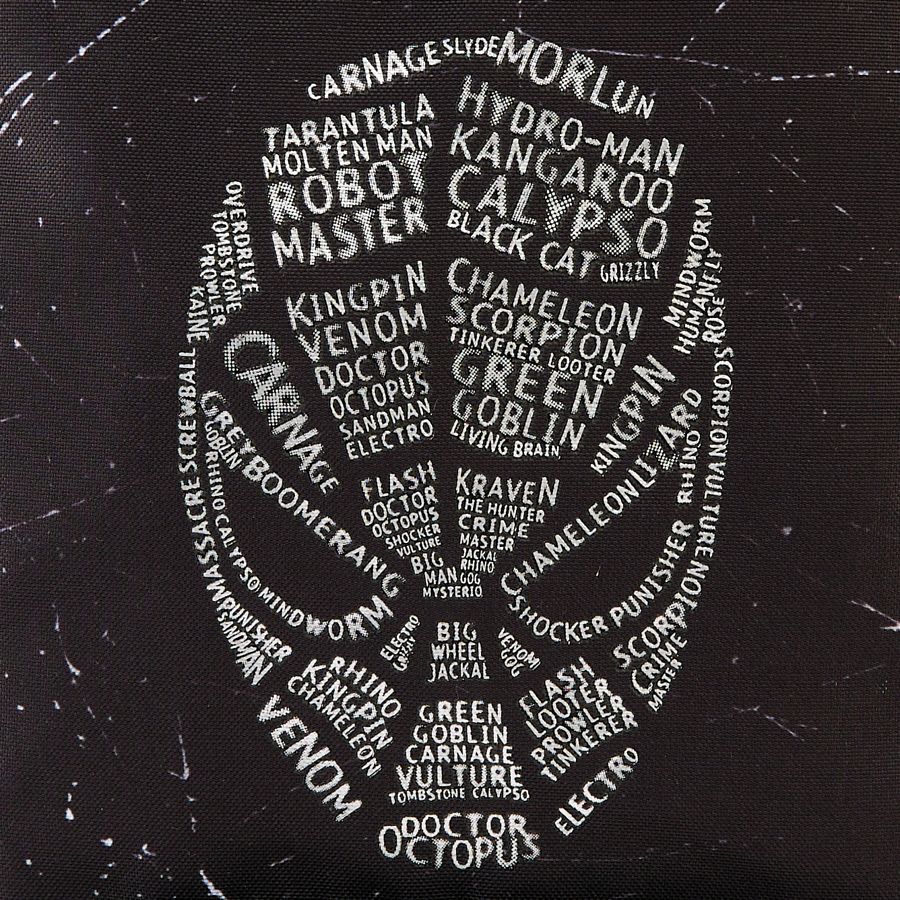 CARNAGE SLYDE MORLUN
TARANTULA
MOLTEN MAN
ROBOT
MASTER
HYDRO-MAN
KANGAROO
CALYPSO
BLACK CAT GRIZZLY
OVERDRIVE
TOMBSTONE
PROWLER
KAINE
MINDWORM
HUMAN FLY
ROSE
KINGPIN
VENOM
DOCTOR
OCTOPUS
SANDMAN
ELECTRO
CHAMELEON
SCORPION
TINKERER LOOTER
GREEN
GOBLIN
LIVING BRAIN
CARNAGE
KINGPIN
MASSSACRE SCREWBALL
GREY BOOMERANG
GOBLIN
RHINO CALYPSO MINDWORM
CHAMELEON LIZARD
RHINO
SHOCKER PUNISHER
SCORPION VULTURE
FLASH
DOCTOR
OCTOPUS
SHOCKER
VULTURE
BIG
MAN
KRAVEN
THE HUNTER
CRIME
MASTER
JACKAL
RHINO
GOG
MYSTERIO
ELECTRO
GRIZZLY
BIG
WHEEL
JACKAL
VENOM
PUNISHER
SANDMAN
SCORPION
CRIME
MASTER
RHINO
KINGPIN
CHAMELEON
VENOM
FLASH
LOOTER
PROWLER
TINKERER
ELECTRO
GREEN
GOBLIN
CARNAGE
VULTURE
TOMBSTONE CALYPSO
DOCTOR
OCTOPUS